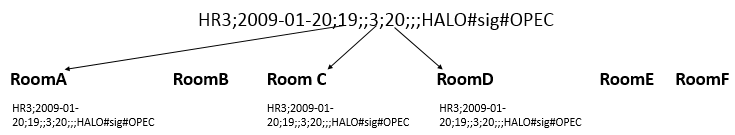 HR3;2009-01-20;19;;3;20;;;HALO#sig#OPEC
RoomA RoomB Room C RoomD RoomE RoomF
HR3;2009-01-
20;19;;3;20;;;HALO#sig#OPEC
HR3;2009-01-
20;19;;3;20;;;HALO#sig#OPEC
HR3;2009-01-
20;19;;3;20;;;HALO#sig#OPEC